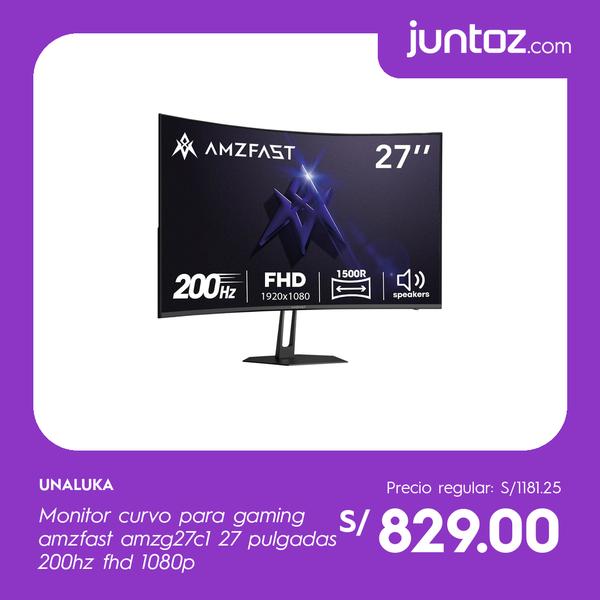 juntoz.com
AMZFAST
27’’
200Hz
FHD
1920x1080
1500R
speakers
UNALUKA
Monitor curvo para gaming
amzfast amzg27c1 27 pulgadas
200hz fhd 1080p
Precio regular: S/1181.25
S/ 829.00